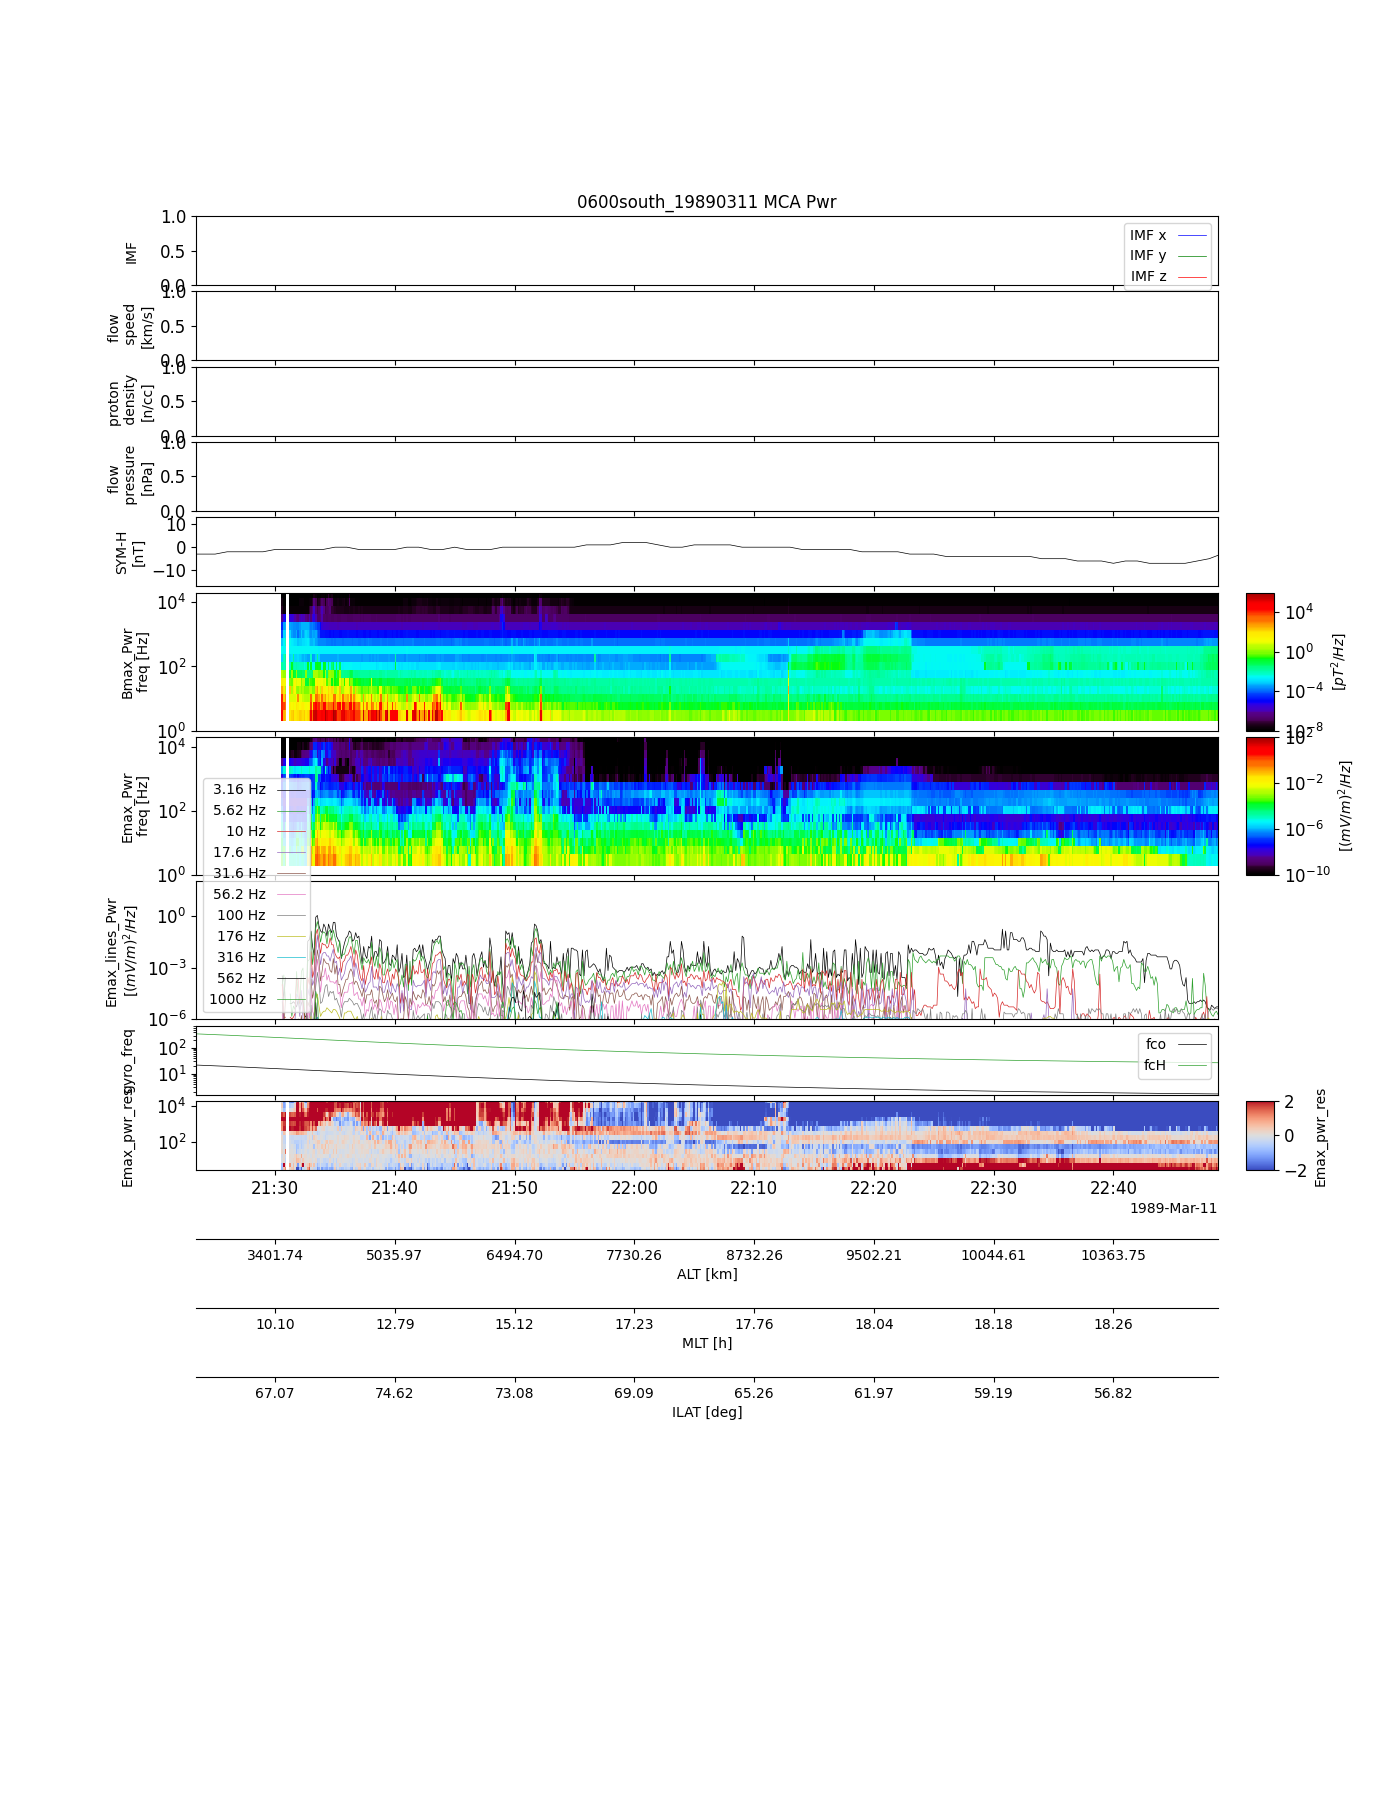 0600south_19890311 MCA Pwr
1.0
0.5
0.0
IMF
IMF x
IMF y
IMF z
1.0
0.5
0.0
flow
speed
[km/s]
1.0
0.5
0.0
proton
density
[n/cc]
1.0
0.5
0.0
flow
pressure
[nPa]
10
0
−10
SYM-H
[nT]
10^4
10^2
10^0
Bmax_Pwr
freq [Hz]
10^4
10^0
10^−4
10^−8
[pT^2/Hz]
10^4
10^2
10^0
Emax_Pwr
freq [Hz]
10^2
10^−2
10^−6
10^−10
[(mV/m)^2/Hz]
3.16 Hz
5.62 Hz
10 Hz
17.6 Hz
31.6 Hz
56.2 Hz
100 Hz
176 Hz
316 Hz
562 Hz
1000 Hz
10^0
10^−3
10^−6
Emax_lines_Pwr
[(mV/m)^2/Hz]
10^2
10^1
gyro_freq
fco
fcH
10^4
10^2
Emax_pwr_res
2
0
−2
Emax_pwr_res
21:30 21:40 21:50 22:00 22:10 22:20 22:30 22:40
1989-Mar-11
3401.74 5035.97 6494.70 7730.26 8732.26 9502.21 10044.61 10363.75
ALT [km]
10.10 12.79 15.12 17.23 17.76 18.04 18.18 18.26
MLT [h]
67.07 74.62 73.08 69.09 65.26 61.97 59.19 56.82
ILAT [deg]